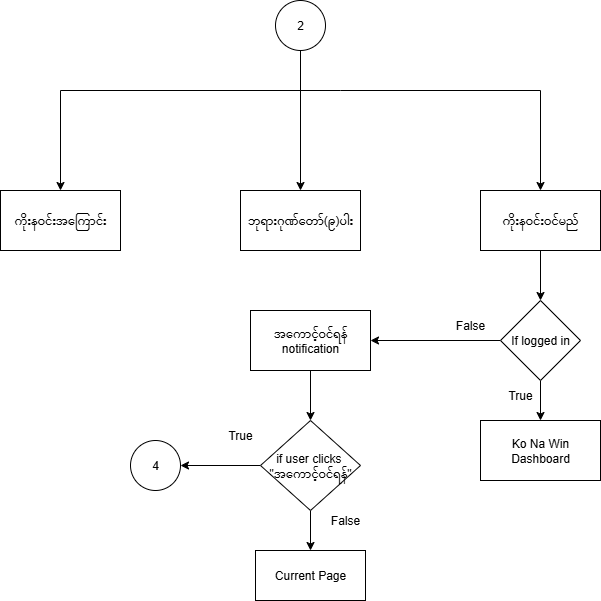 2
ကိုးနဝင်းအကြောင်း
ဘုရားဂုဏ်တော်(၉)ပါး
ကိုးနဝင်းဝင်မည်
If logged in
False
True
အကောင့်ဝင်ရန်
notification
Ko Na Win
Dashboard
if user clicks
"အကောင့်ဝင်ရန်"
True
4
False
Current Page